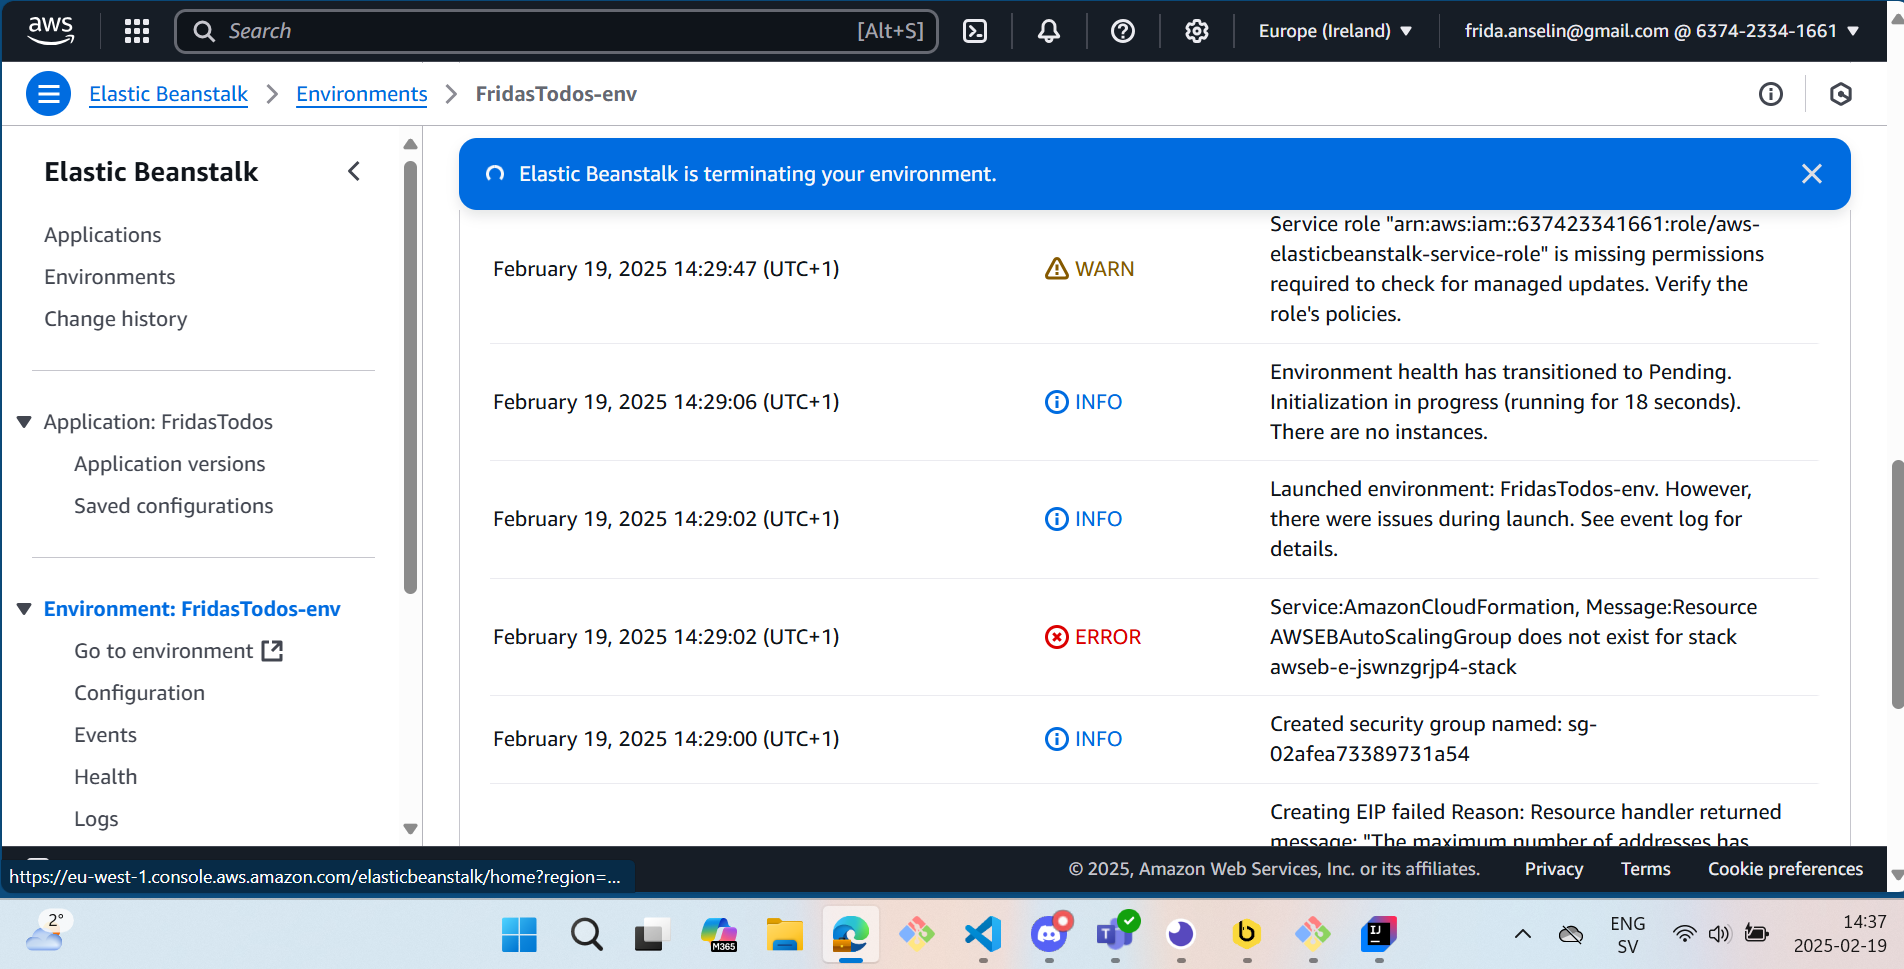 aws
Search
[Alt+S]
Europe (Ireland)
frida.anselin@gmail.com @ 6374-2334-1661
Elastic Beanstalk
Environments
FridasTodos-env
Elastic Beanstalk
Applications
Environments
Change history
Application: FridasTodos
Application versions
Saved configurations
Environment: FridasTodos-env
Go to environment
Configuration
Events
Health
Logs
Elastic Beanstalk is terminating your environment.
February 19, 2025 14:29:47 (UTC+1)
WARN
Service role "arn:aws:iam::637423341661:role/aws-
elasticbeanstalk-service-role" is missing permissions
required to check for managed updates. Verify the
role's policies.
February 19, 2025 14:29:06 (UTC+1)
INFO
Environment health has transitioned to Pending.
Initialization in progress (running for 18 seconds).
There are no instances.
February 19, 2025 14:29:02 (UTC+1)
INFO
Launched environment: FridasTodos-env. However,
there were issues during launch. See event log for
details.
February 19, 2025 14:29:02 (UTC+1)
ERROR
Service:AmazonCloudFormation, Message:Resource
AWSEBAutoScalingGroup does not exist for stack
awseb-e-jswnzgrjp4-stack
February 19, 2025 14:29:00 (UTC+1)
INFO
Created security group named: sg-
02afea73389731a54
Creating EIP failed Reason: Resource handler returned
message: "The maximum number of addresses has
https://eu-west-1.console.aws.amazon.com/elasticbeanstalk/home?region=...
© 2025, Amazon Web Services, Inc. or its affiliates.
Privacy
Terms
Cookie preferences
2°
M365
T
b
IJ
ENG
SV
14:37
2025-02-19